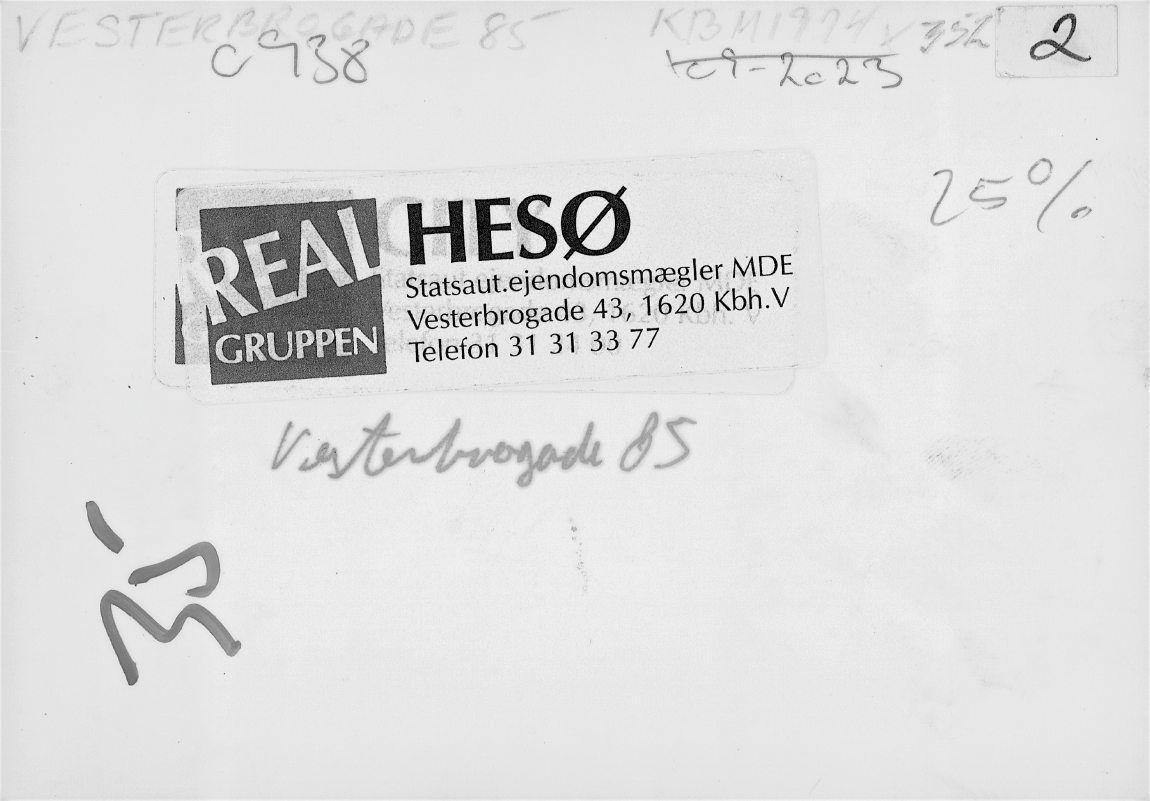 VESTERBROGADE 85
C 938
2
25%
REAL
GRUPPEN
HESØ
Statsaut.ejendomsmægler MDE
Vesterbrogade 43, 1620 Kbh.V
Telefon 31 31 33 77
Vesterbrogade 85